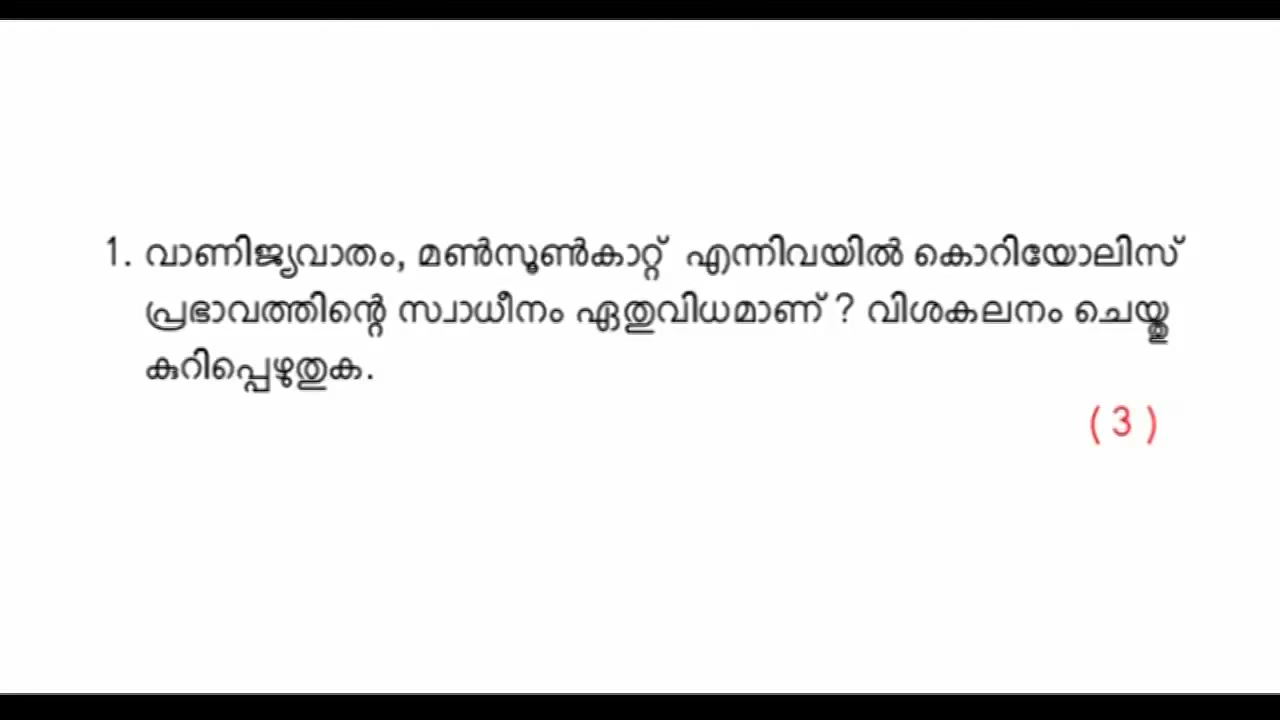 1. വാണിജ്യവാതം, മൺസൂൺകാറ്റ് എന്നിവയിൽ കൊറിയോലിസ്
പ്രഭാവത്തിന്റെ സ്വാധീനം ഏതുവിധമാണ് ? വിശകലനം ചെയ്തു
കുറിപ്പെഴുതുക.
( 3 )